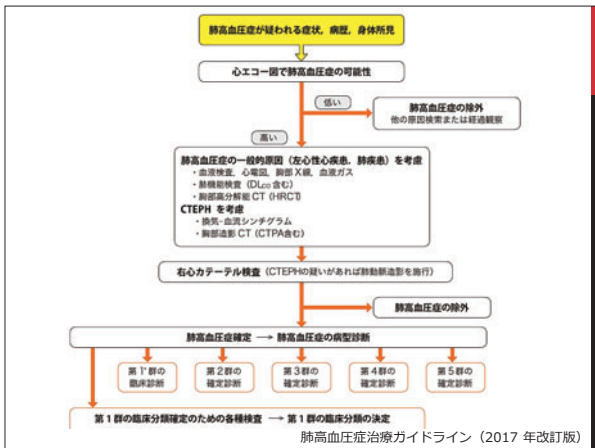 肺高血圧症が疑われる症状, 病歴, 身体所見
心エコー図で肺高血圧症の可能性
低い
肺高血圧症の除外
他の原因検索または経過観察
高い
肺高血圧症の一般的原因（左心性心疾患, 肺疾患）を考慮
・血液検査, 心電図, 胸部X線, 血液ガス
・肺機能検査（DLco含む）
・胸部高分解能CT（HRCT）
CTEPH を考慮
・換気-血流シンチグラム
・胸部造影CT（CTPA含む）
右心カテーテル検査（CTEPHの疑いがあれば肺動脈造影を施行）
肺高血圧症の除外
肺高血圧症確定 → 肺高血圧症の病型診断
第1*群の
臨床診断
第2群の
確定診断
第3群の
確定診断
第4群の
確定診断
第5群の
確定診断
第1群の臨床分類確定のための各種検査 → 第1群の臨床分類の決定
肺高血圧症治療ガイドライン（2017 年改訂版）